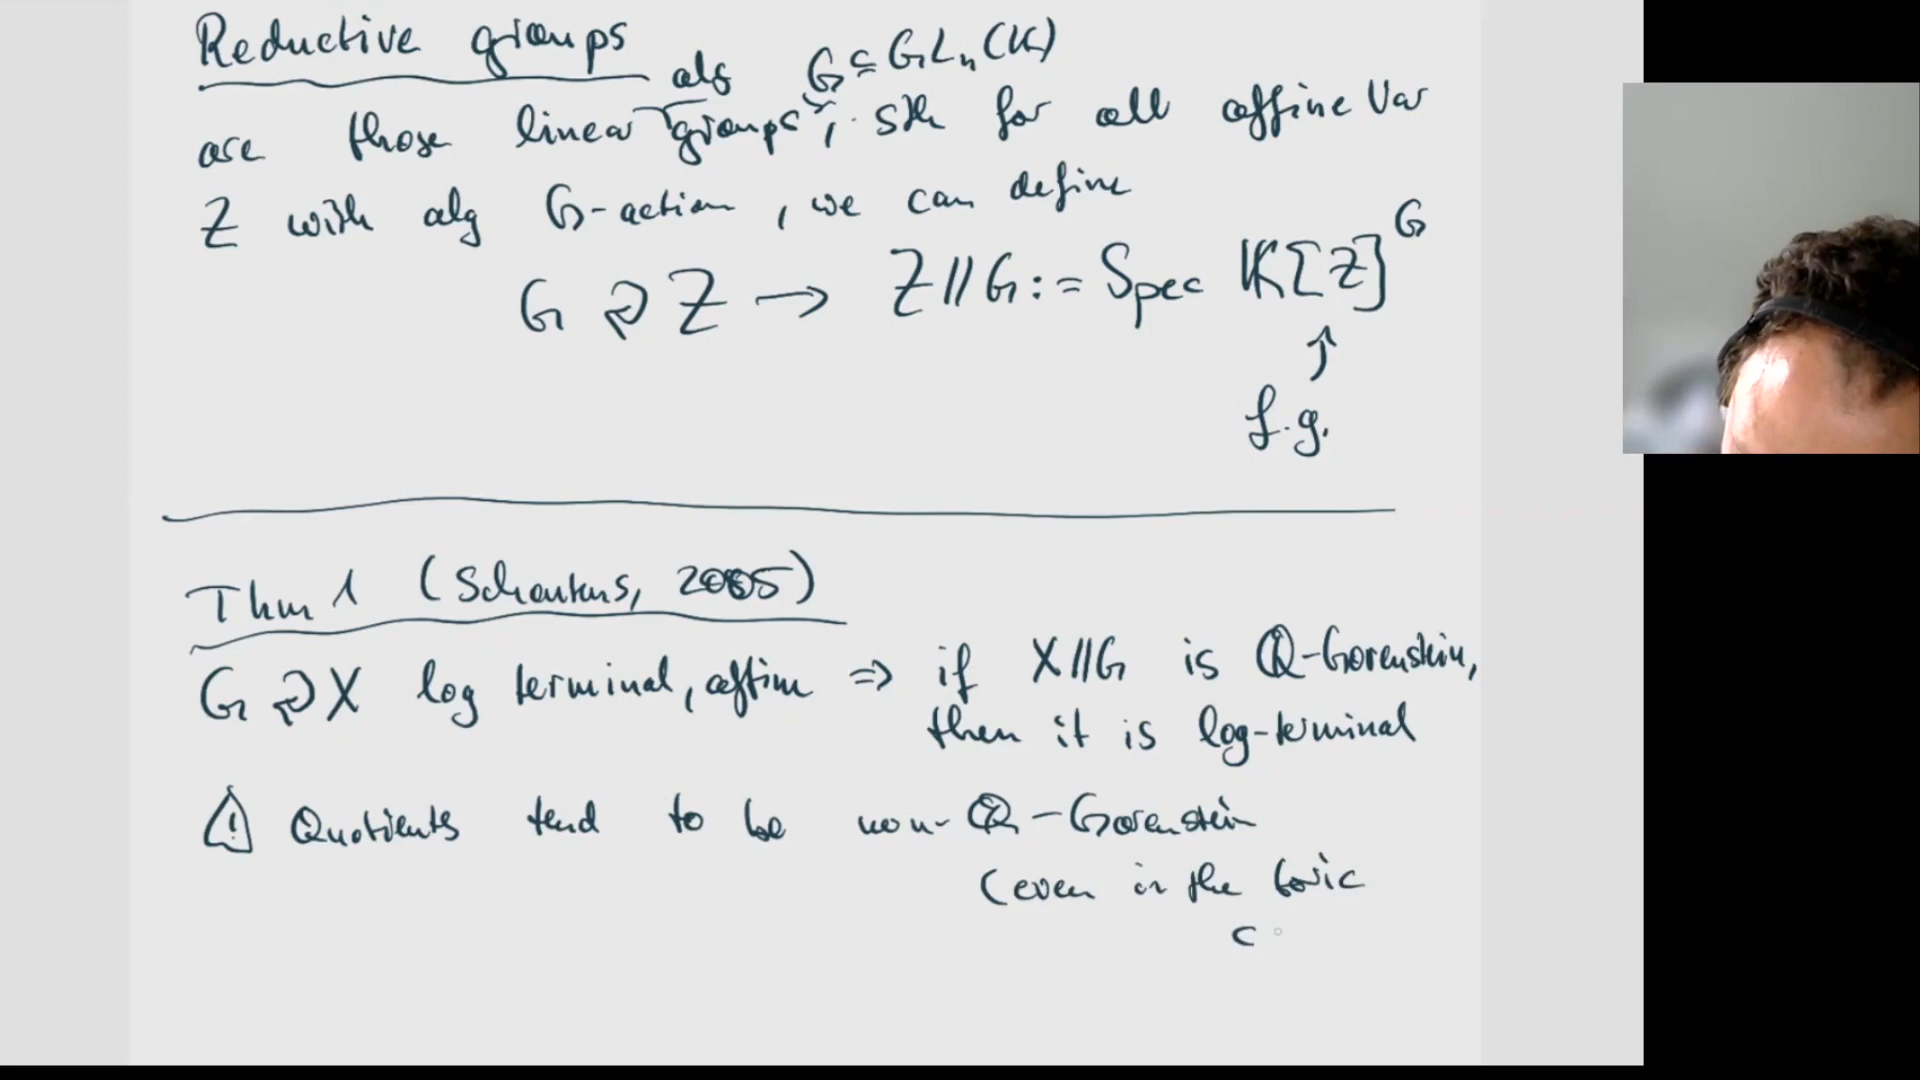 Reductive groups
alg G ⊆ GLn(K)
are those linear groups, sth for all affine Var
Z with alg G-action, we can define
G ⟳ Z → Z//G := Spec K[Z]^G
↑
f.g.
Thm 1 (Schoutens, 2005)
G ⟳ X log terminal, affine ⇒ if X//G is Q-Gorenstein,
then it is log-terminal
⚠ Quotients tend to be non-Q-Gorenstein
(even in the toric
c